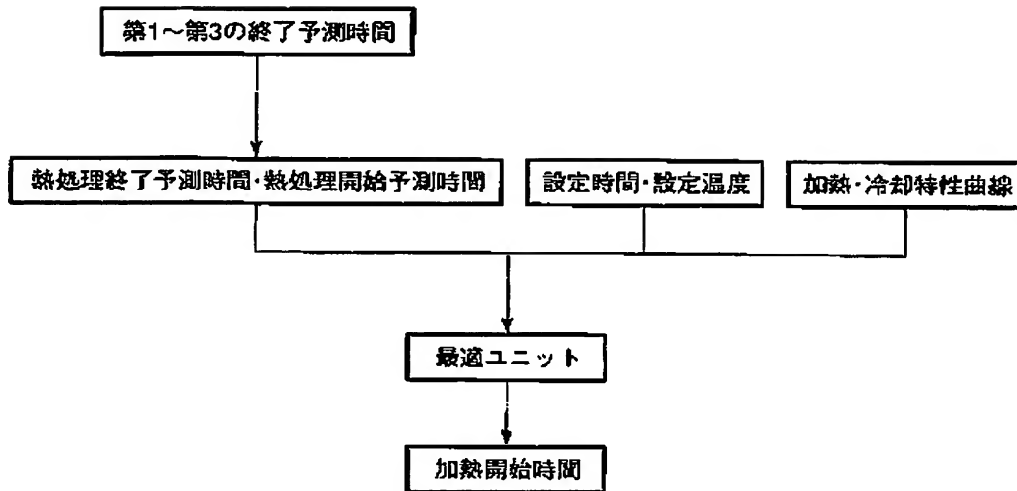 第1～第3の終了予測時間
熱処理終了予測時間・熱処理開始予測時間
設定時間・設定温度
加熱・冷却特性曲線
最適ユニット
加熱開始時間